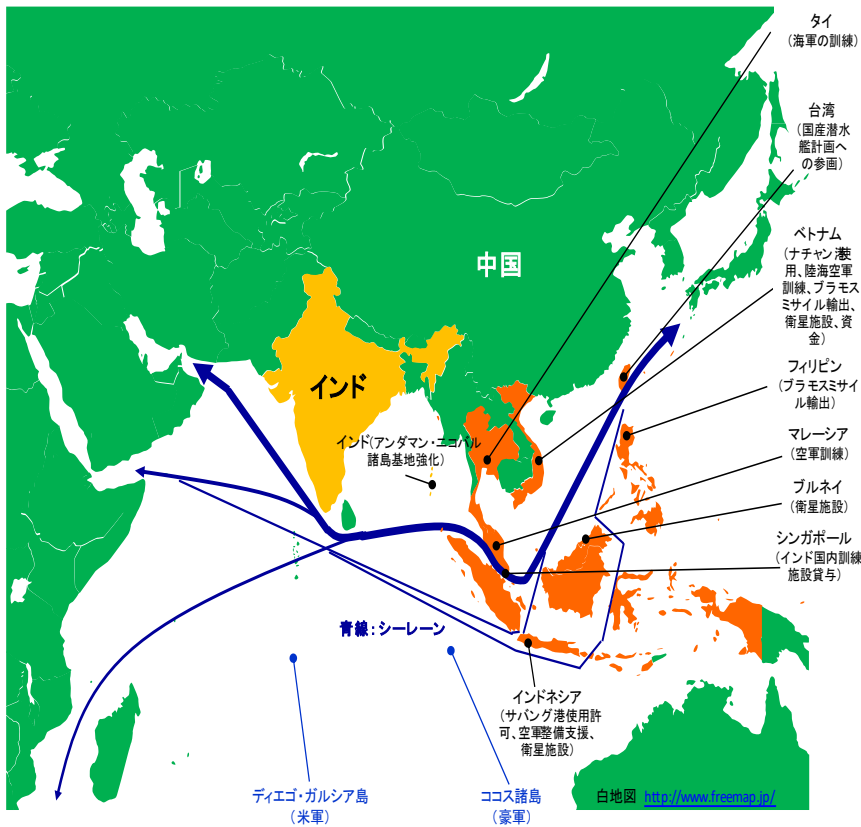 タイ
(海軍の訓練)
台湾
(国産潜水
艦計画へ
の参画)
ベトナム
(ナチャン港使
用、陸海空軍
訓練、ブラモス
ミサイル輸出、
衛星施設、資
金)
中国
インド
フィリピン
(ブラモスミサイ
ル輸出)
マレーシア
(空軍訓練)
インド(アンダマン・ニコバル
諸島基地強化)
ブルネイ
(衛星施設)
シンガポール
(インド国内訓練
施設貸与)
青線:シーレーン
インドネシア
(サバング港使用許
可、空軍整備支援、
衛星施設)
ディエゴ・ガルシア島
(米軍)
ココス諸島
(豪軍)
白地図 http://www.freemap.jp/